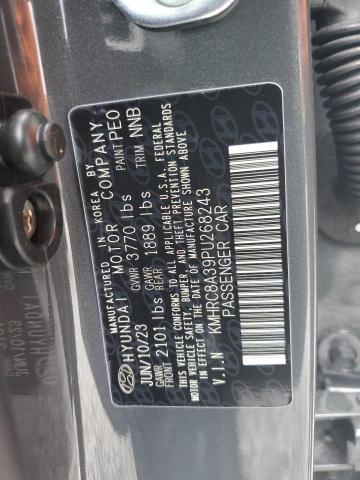 MANUFACTURED IN KOREA BY
HYUNDAI MOTOR COMPANY
JUN/10/23 GVWR 3770 lbs PAINT PE0
GAWR FRONT 2101 lbs GAWR REAR 1889 lbs TRIM NNB
THIS VEHICLE CONFORMS TO ALL APPLICABLE U.S.A. FEDERAL
MOTOR VEHICLE SAFETY, BUMPER, AND THEFT PREVENTION STANDARDS
IN EFFECT ON THE DATE OF MANUFACTURE SHOWN ABOVE
V.I.N KMHRC8A39PU268243
PASSENGER CAR